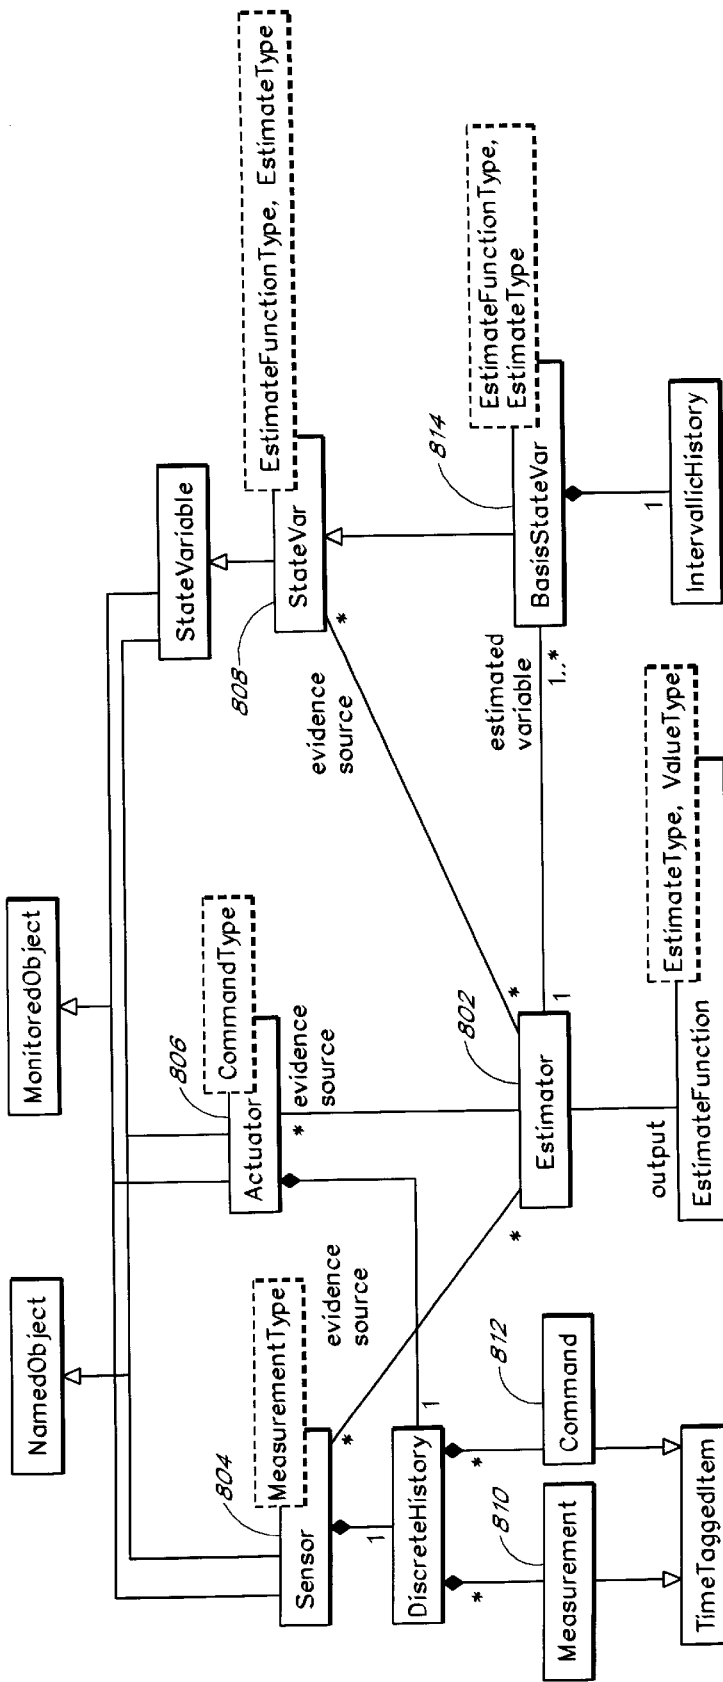 NamedObject
MonitoredObject
StateVariable
804
MeasurementType
Sensor
*
806
CommandType
Actuator
*
808
EstimateFunctionType, EstimateType
StateVar
*
evidence
source
evidence
source
evidence
source
1
1
DiscreteHistory
*
*
810
Measurement
812
Command
TimeTaggedItem
*
*
802
Estimator
1
estimated
variable
1..*
814
EstimateFunctionType,
EstimateType
BasisStateVar
1
IntervallicHistory
output
EstimateType, ValueType
EstimateFunction